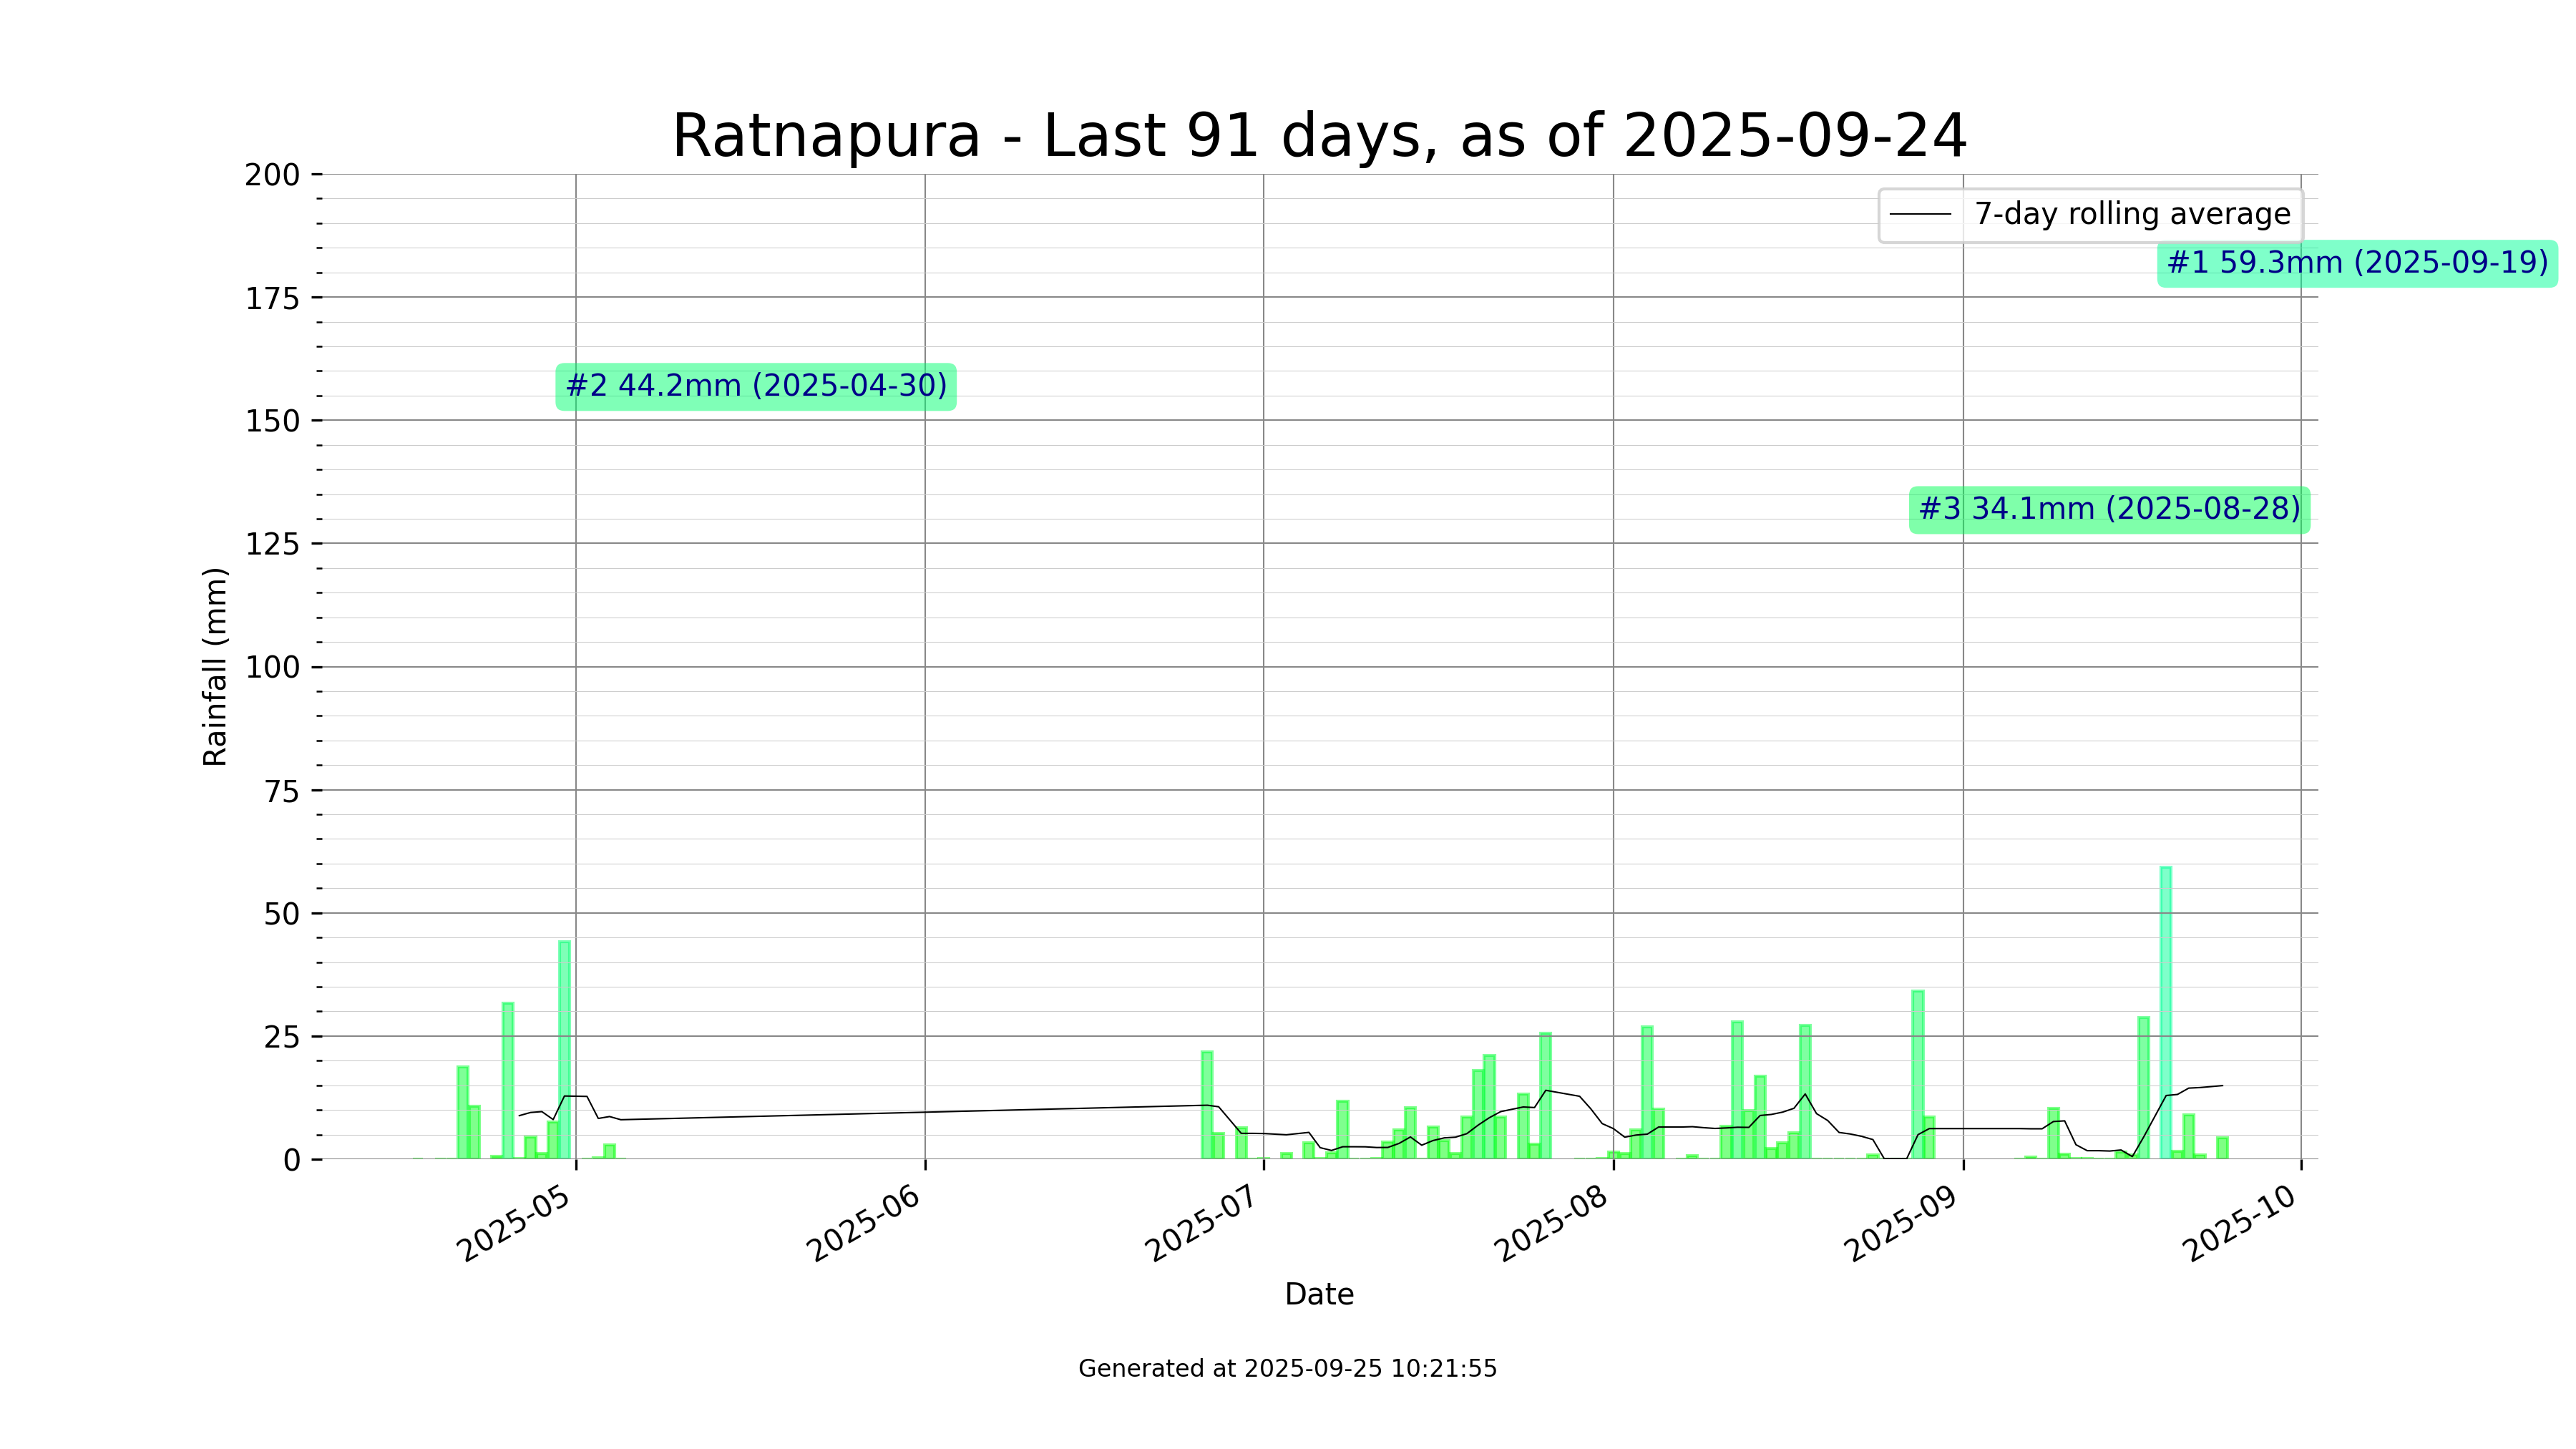 Ratnapura - Last 91 days, as of 2025-09-24
200
175
150
125
100
75
50
25
0
Rainfall (mm)
7-day rolling average
#1 59.3mm (2025-09-19)
#2 44.2mm (2025-04-30)
#3 34.1mm (2025-08-28)
2025-05
2025-06
2025-07
2025-08
2025-09
2025-10
Date
Generated at 2025-09-25 10:21:55